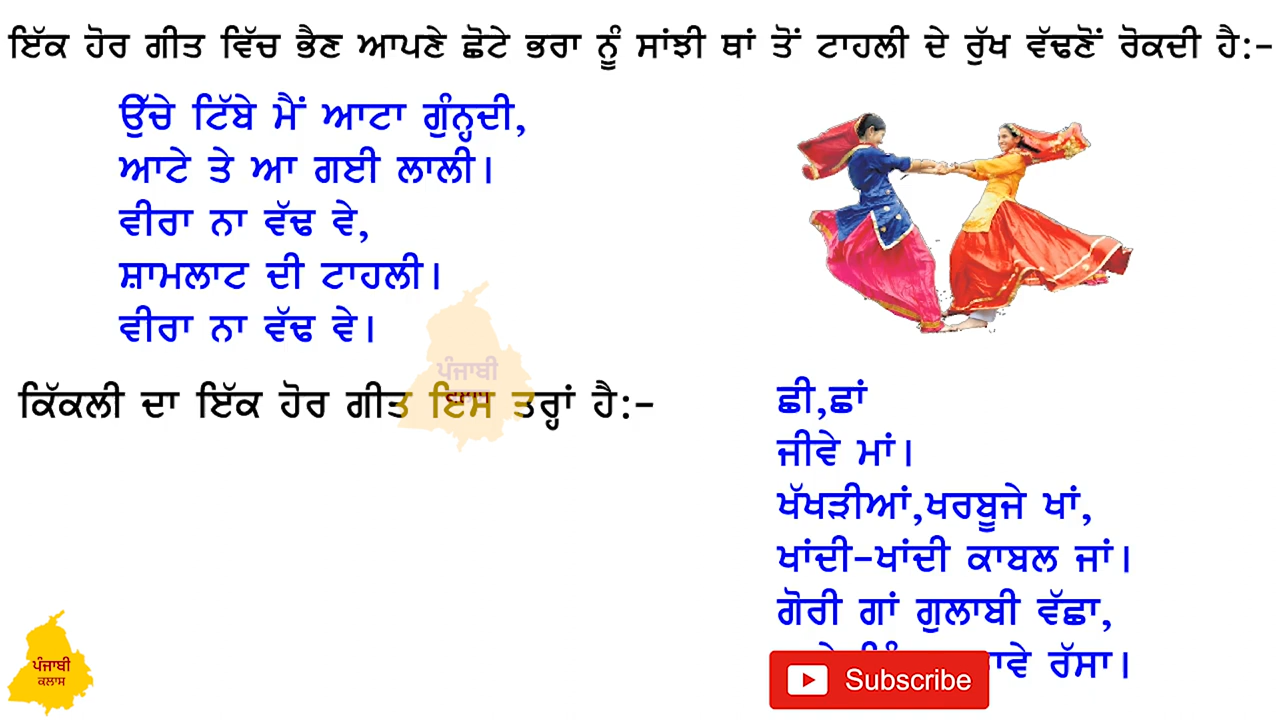 ਇੱਕ ਹੋਰ ਗੀਤ ਵਿੱਚ ਭੈਣ ਆਪਣੇ ਛੋਟੇ ਭਰਾ ਨੂੰ ਸਾਂਝੀ ਥਾਂ ਤੋਂ ਟਾਹਲੀ ਦੇ ਰੁੱਖ ਵੱਢਣੋਂ ਰੋਕਦੀ ਹੈ:-
ਉੱਚੇ ਟਿੱਬੇ ਮੈਂ ਆਟਾ ਗੁੰਨ੍ਹਦੀ,
ਆਟੇ ਤੇ ਆ ਗਈ ਲਾਲੀ।
ਵੀਰਾ ਨਾ ਵੱਢ ਵੇ,
ਸ਼ਾਮਲਾਟ ਦੀ ਟਾਹਲੀ।
ਵੀਰਾ ਨਾ ਵੱਢ ਵੇ।
ਪੰਜਾਬੀ
ਕਲਾਸ
ਕਿੱਕਲੀ ਦਾ ਇੱਕ ਹੋਰ ਗੀਤ ਇਸ ਤਰ੍ਹਾਂ ਹੈ:-
ਛੀ,ਛਾਂ
ਜੀਵੇ ਮਾਂ।
ਖੱਖੜੀਆਂ,ਖਰਬੂਜੇ ਖਾਂ,
ਖਾਂਦੀ-ਖਾਂਦੀ ਕਾਬਲ ਜਾਂ।
ਗੋਰੀ ਗਾਂ ਗੁਲਾਬੀ ਵੱਛਾ,
ਰੱਸਾ।
Subscribe
ਪੰਜਾਬੀ
ਕਲਾਸ